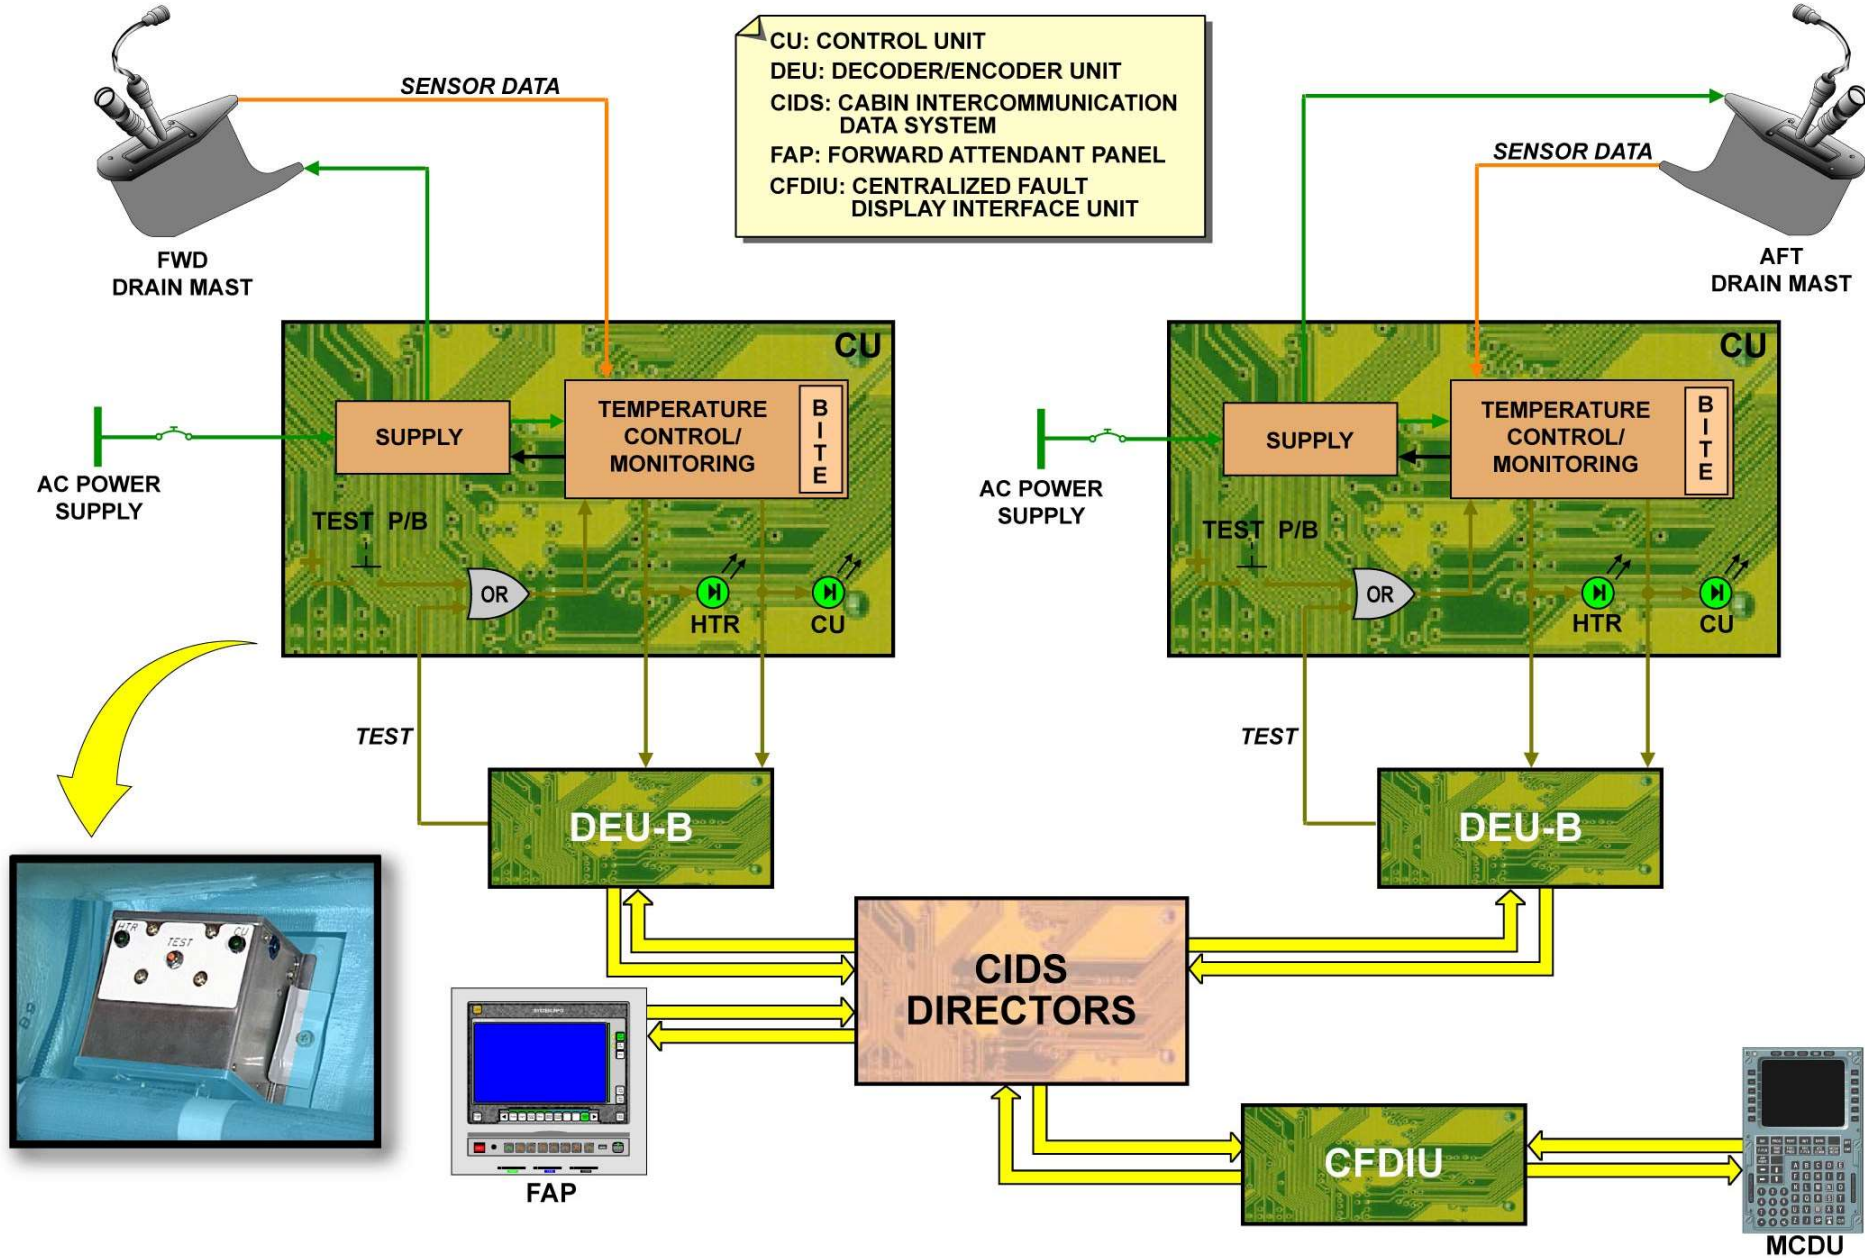 CU: CONTROL UNIT
DEU: DECODER/ENCODER UNIT
CIDS: CABIN INTERCOMMUNICATION
DATA SYSTEM
FAP: FORWARD ATTENDANT PANEL
CFDIU: CENTRALIZED FAULT
DISPLAY INTERFACE UNIT
SENSOR DATA
FWD
DRAIN MAST
SENSOR DATA
AFT
DRAIN MAST
CU
SUPPLY
TEMPERATURE
CONTROL/
MONITORING
BITE
AC POWER
SUPPLY
TEST P/B
OR
HTR
CU
TEST
CU
SUPPLY
TEMPERATURE
CONTROL/
MONITORING
BITE
AC POWER
SUPPLY
TEST P/B
OR
HTR
CU
TEST
DEU-B
DEU-B
HTR
TEST
CU
CIDS
DIRECTORS
FAP
CFDIU
MCDU